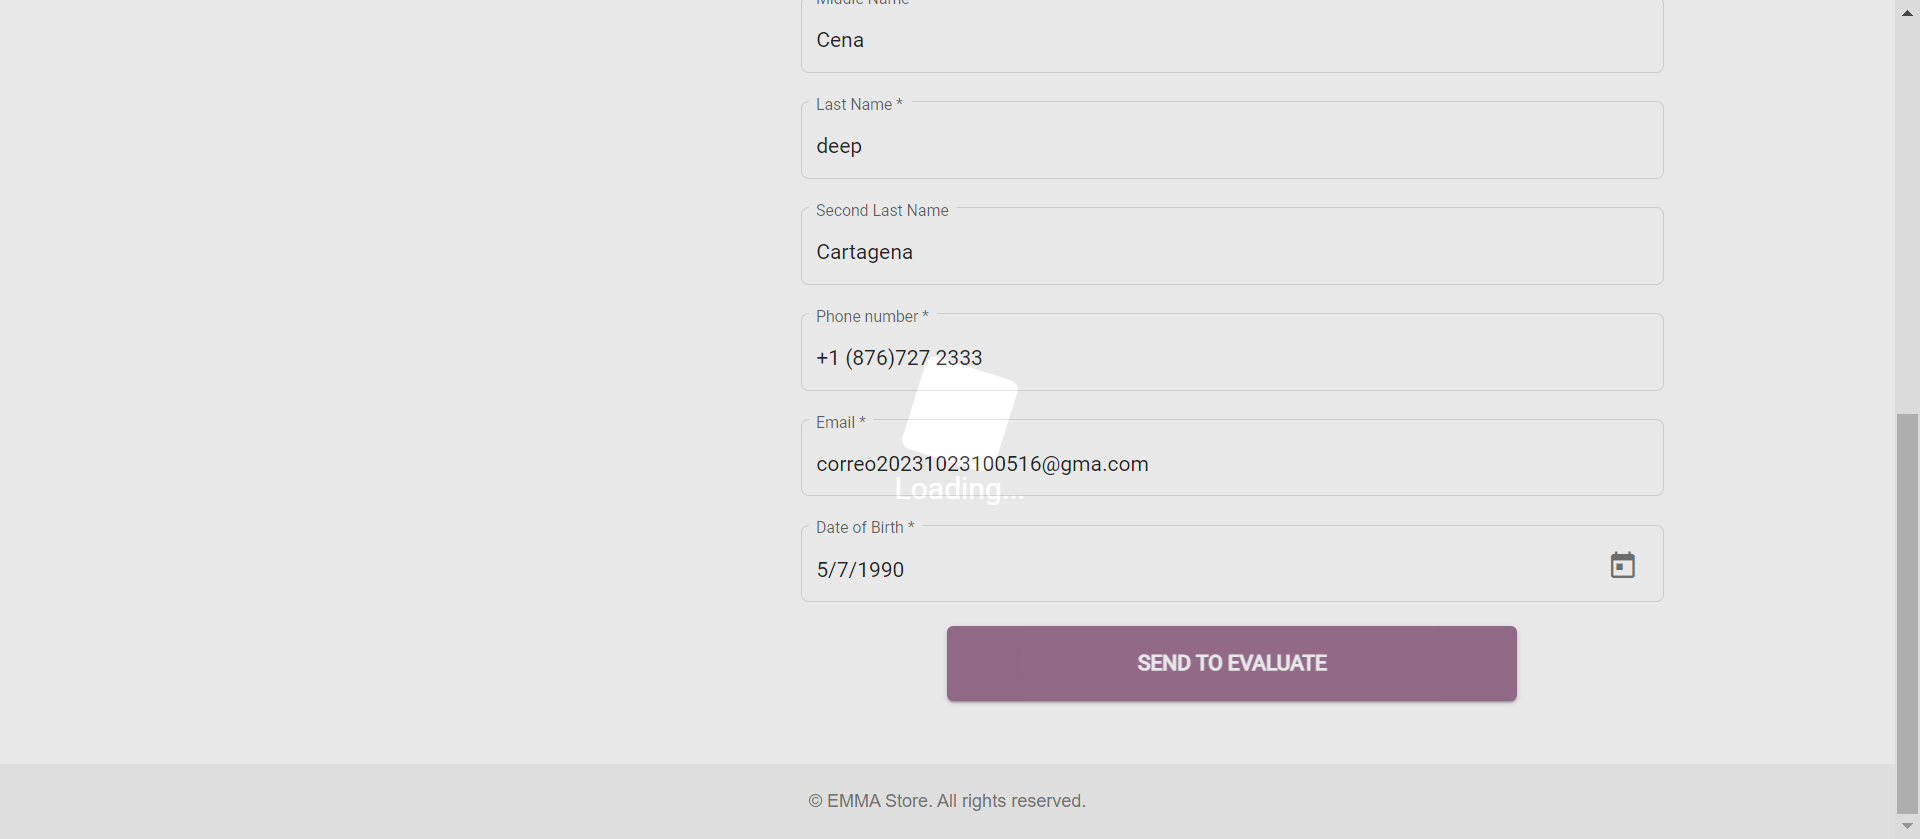 Middle Name
Cena
Last Name *
deep
Second Last Name
Cartagena
Phone number *
+1 (876)727 2333
Email *
correo20231023100516@gma.com
Loading...
Date of Birth *
5/7/1990
SEND TO EVALUATE
© EMMA Store. All rights reserved.